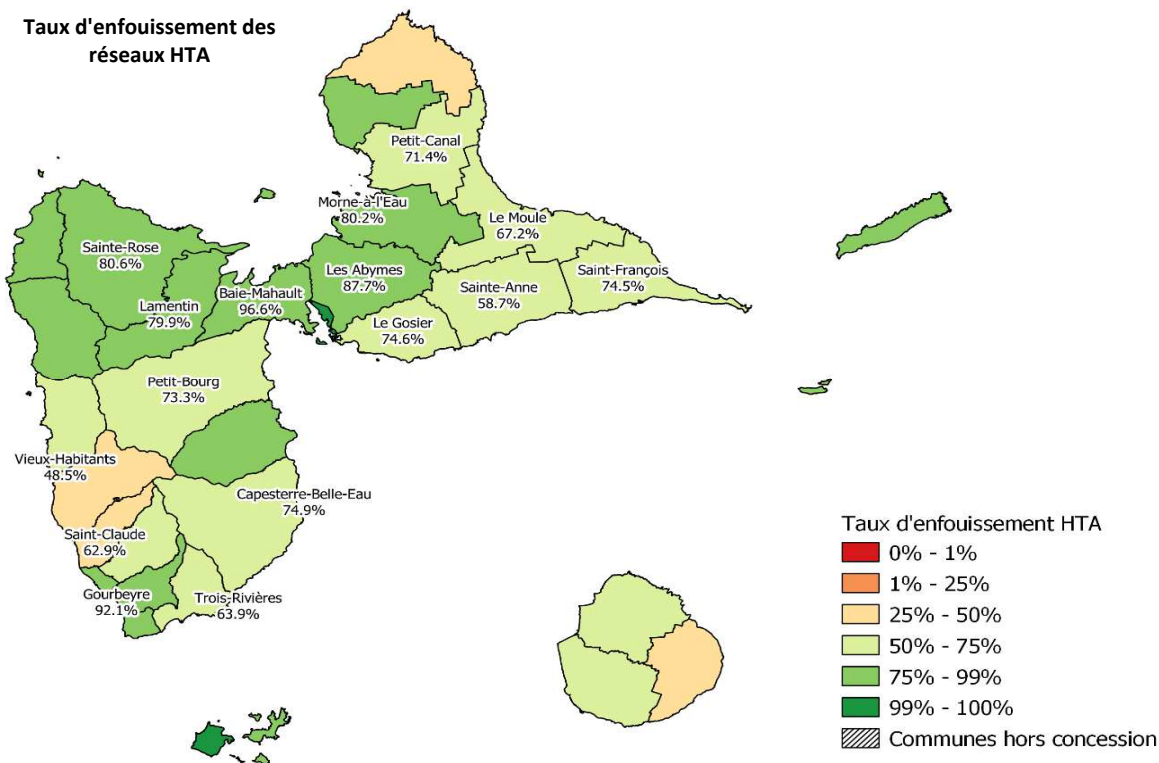 Taux d'enfouissement des
réseaux HTA
Petit-Canal
71.4%
Morne-à-l'Eau
80.2%
Le Moule
67.2%
Sainte-Rose
80.6%
Les Abymes
87.7%
Saint-François
74.5%
Sainte-Anne
58.7%
Lamentin
79.9%
Baie-Mahault
96.6%
Le Gosier
74.6%
Petit-Bourg
73.3%
Vieux-Habitants
48.5%
Capesterre-Belle-Eau
74.9%
Saint-Claude
62.9%
Gourbeyre
92.1%
Trois-Rivières
63.9%
Taux d'enfouissement HTA
0% - 1%
1% - 25%
25% - 50%
50% - 75%
75% - 99%
99% - 100%
Communes hors concession